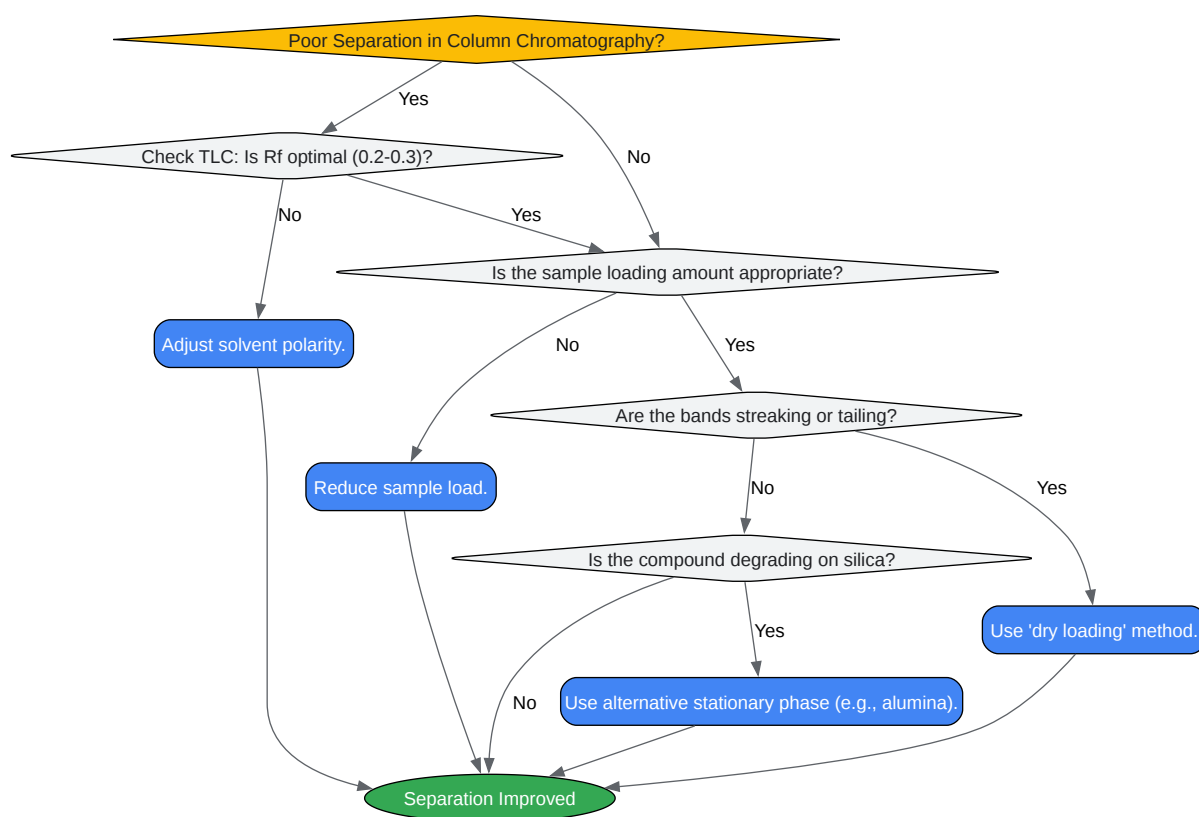 Poor Separation in Column Chromatography?
Yes
Check TLC: Is Rf optimal (0.2-0.3)?
No
No
Yes
Is the sample loading amount appropriate?
Adjust solvent polarity.
No
Yes
Are the bands streaking or tailing?
Reduce sample load.
No
Yes
Is the compound degrading on silica?
Yes
Use 'dry loading' method.
No
Use alternative stationary phase (e.g., alumina).
Separation Improved